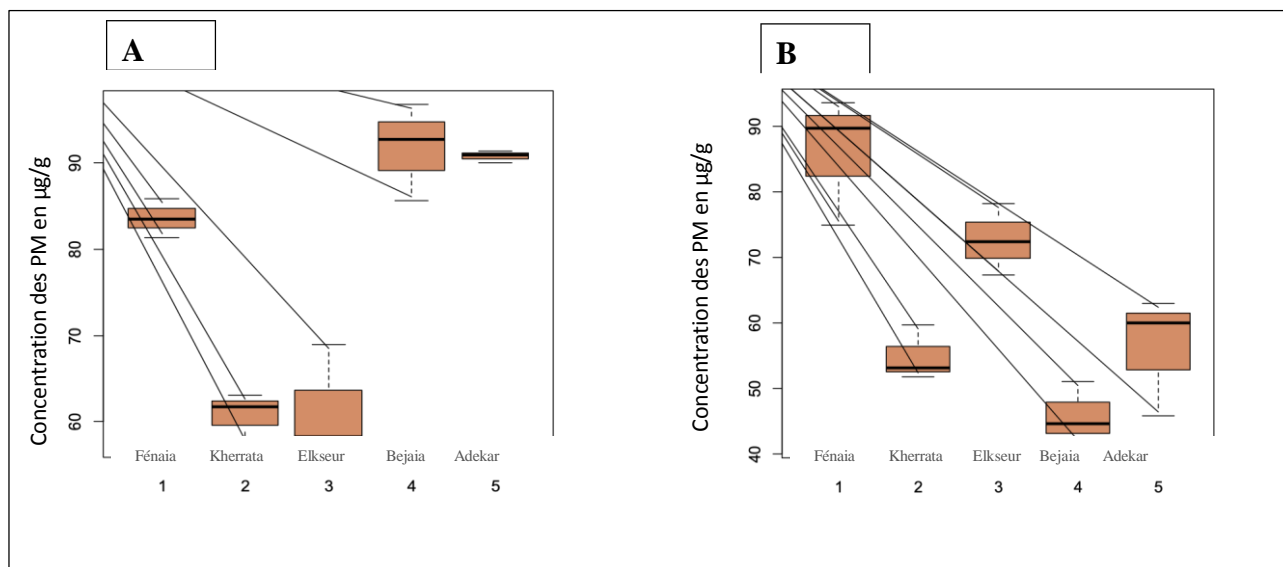 A
Concentration des PM en µg/g
90
80
70
60
Fénaia Kherrata Elkseur Bejaia Adekar
1 2 3 4 5
B
Concentration des PM en µg/g
90
80
70
60
50
40
Fénaia Kherrata Elkseur Bejaia Adekar
1 2 3 4 5